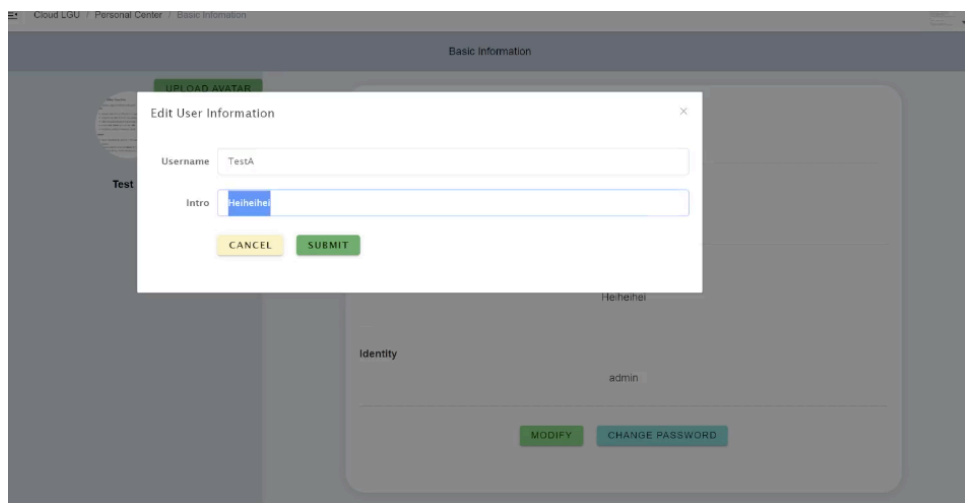 Cloud LGU / Personal Center / Basic Information
Basic Information
UPLOAD AVATAR
Edit User Information ×
Username TestA
Test
Intro Heiheihei
CANCEL SUBMIT
Heiheihei
Identity
admin
MODIFY CHANGE PASSWORD